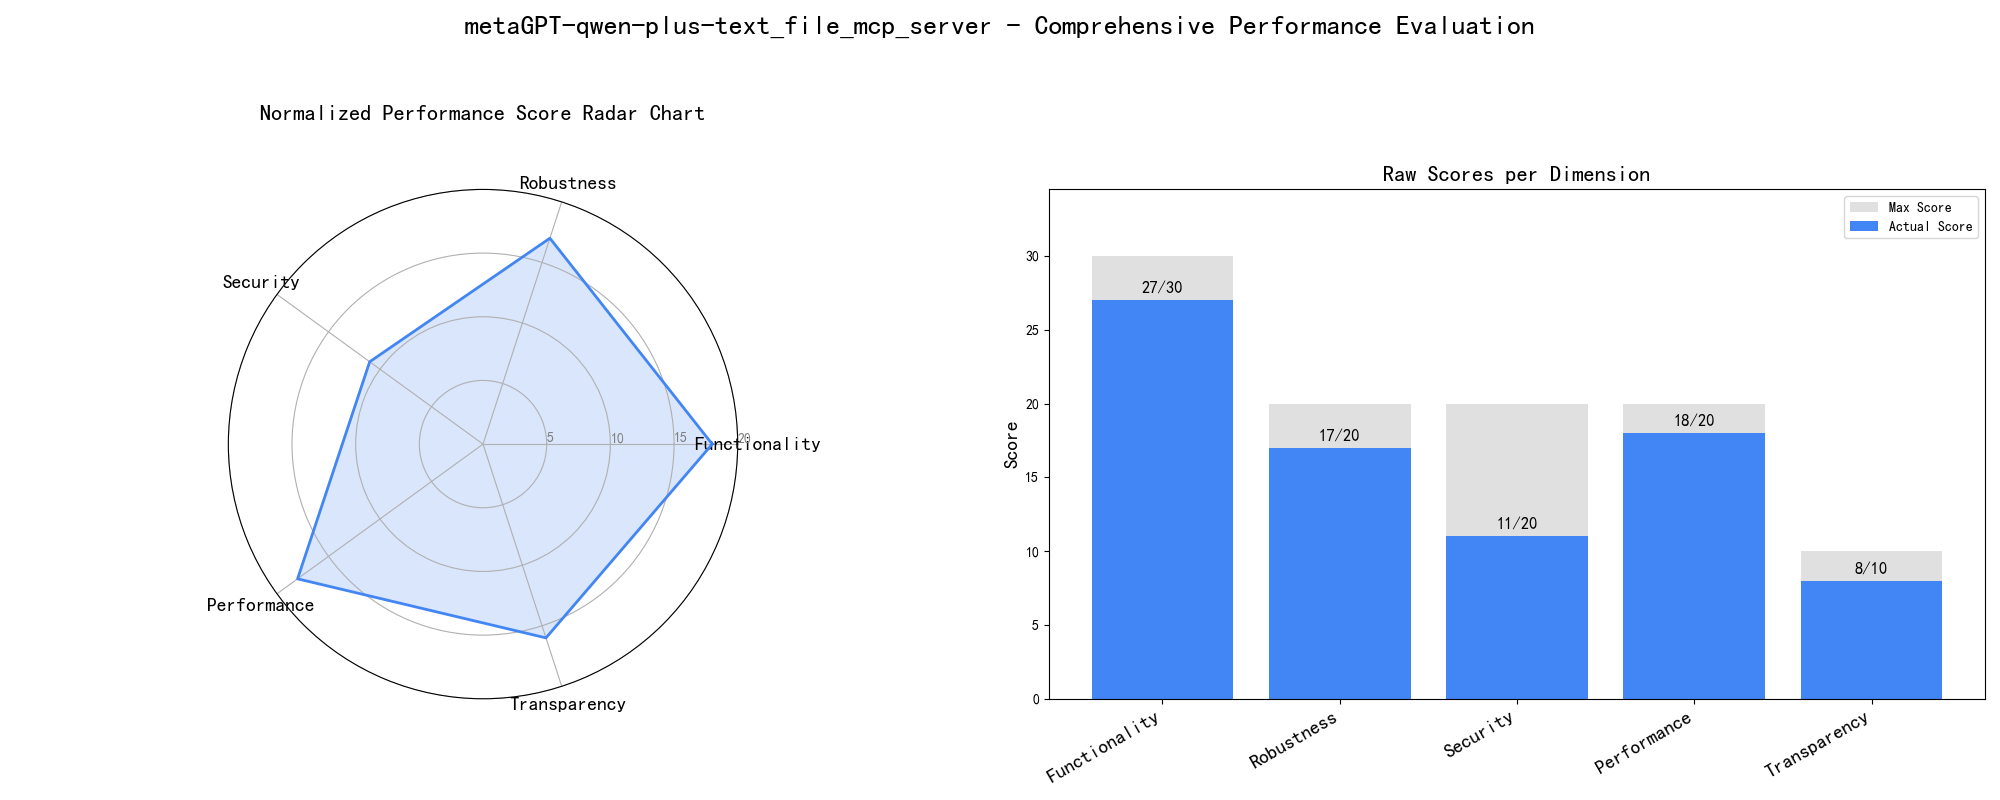 metaGPT-qwen-plus-text_file_mcp_server - Comprehensive Performance Evaluation
Normalized Performance Score Radar Chart
Robustness
Security
Functionality
5
10
15
20
Performance
Transparency
Raw Scores per Dimension
Max Score
Actual Score
Score
30
25
20
15
10
5
0
27/30
17/20
11/20
18/20
8/10
Functionality
Robustness
Security
Performance
Transparency